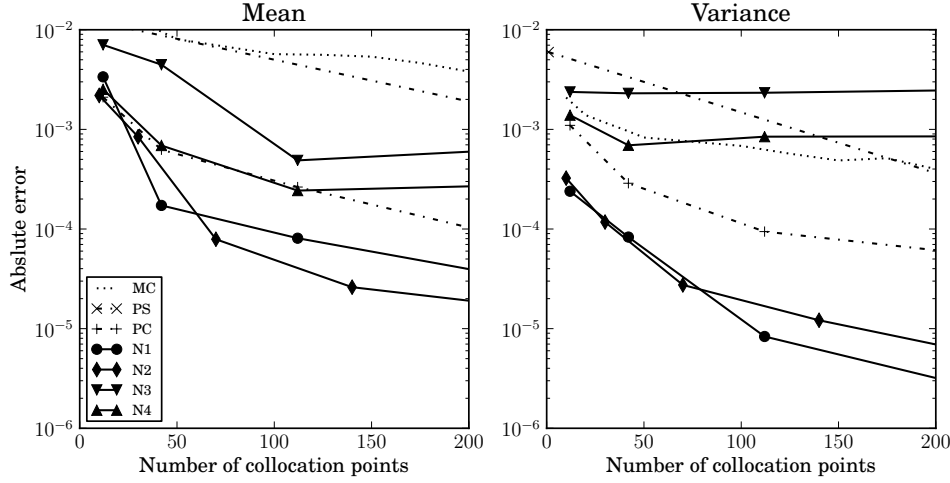 Mean
Variance
10^-2
10^-3
10^-4
10^-5
10^-6
Abslute error
MC
PS
PC
N1
N2
N3
N4
0
50
100
150
200
Number of collocation points
10^-2
10^-3
10^-4
10^-5
10^-6
0
50
100
150
200
Number of collocation points